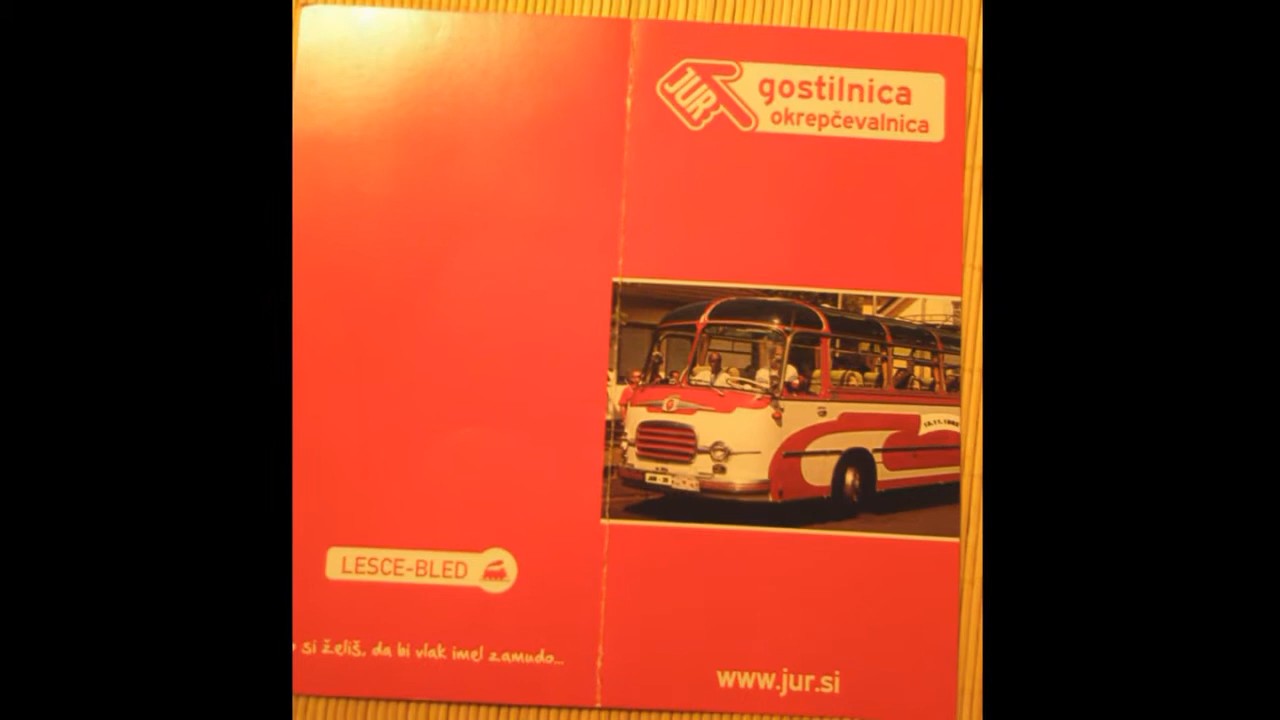 JUR
gostilnica
okrepčevalnica
LESCE-BLED
si želiš, da bi vlak imel zamudo...
www.jur.si